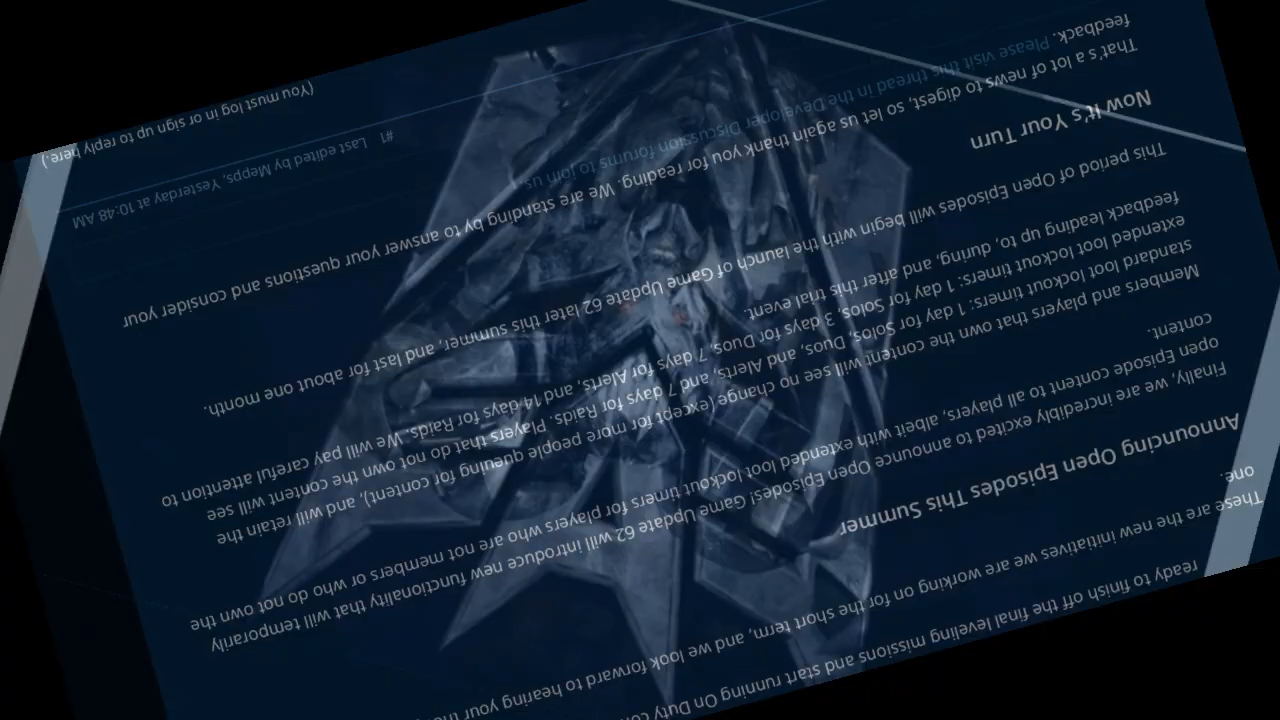 ready to finish off the final leveling missions and start running On Duty
These are the new initiatives we are working on for the short term, and we look forward to hearing your
one.
Announcing Open Episodes This Summer
Finally, we are incredibly excited to announce Open Episodes! Game Update 62 will introduce new functionality that will temporarily
open Episode content to all players, albeit with extended loot lockout timers for players who are not members or who do not own the
content.
Members and players that own the content will see no change (except for more people queuing for content), and will retain the
standard loot lockout timers: 1 day for Solos, Duos, and Alerts, and 7 days for Raids. Players that do not own the content will see
extended loot lockout timers: 1 day for Solos, 3 days for Duos, 7 days for Alerts, and 14 days for Raids. We will pay careful attention to
feedback leading up to, during, and after this trial event.
This period of Open Episodes will begin with the launch of Game Update 62 later this summer, and last for about one month.
Now It's Your Turn
That's a lot of news to digest, so let us again thank you for reading. We are standing by to answer your questions and consider your
feedback. Please visit this thread in the Developer Discussion forums to join us.
#1 Last edited by Mepps, Yesterday at 10:48 AM
(You must log in or sign up to reply here.)